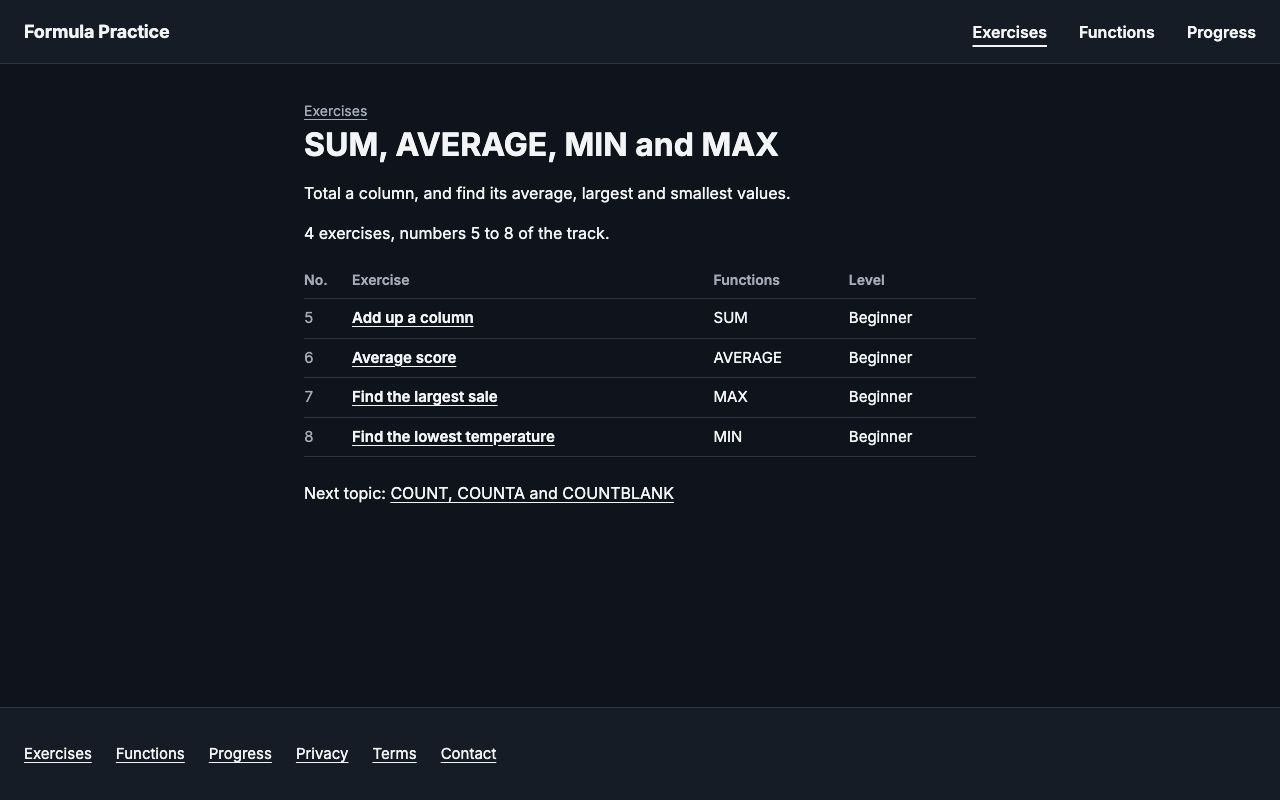 Formula Practice
Exercises Functions Progress
Exercises
SUM, AVERAGE, MIN and MAX
Total a column, and find its average, largest and smallest values.
4 exercises, numbers 5 to 8 of the track.
No. Exercise Functions Level
5 Add up a column SUM Beginner
6 Average score AVERAGE Beginner
7 Find the largest sale MAX Beginner
8 Find the lowest temperature MIN Beginner
Next topic: COUNT, COUNTA and COUNTBLANK
Exercises Functions Progress Privacy Terms Contact